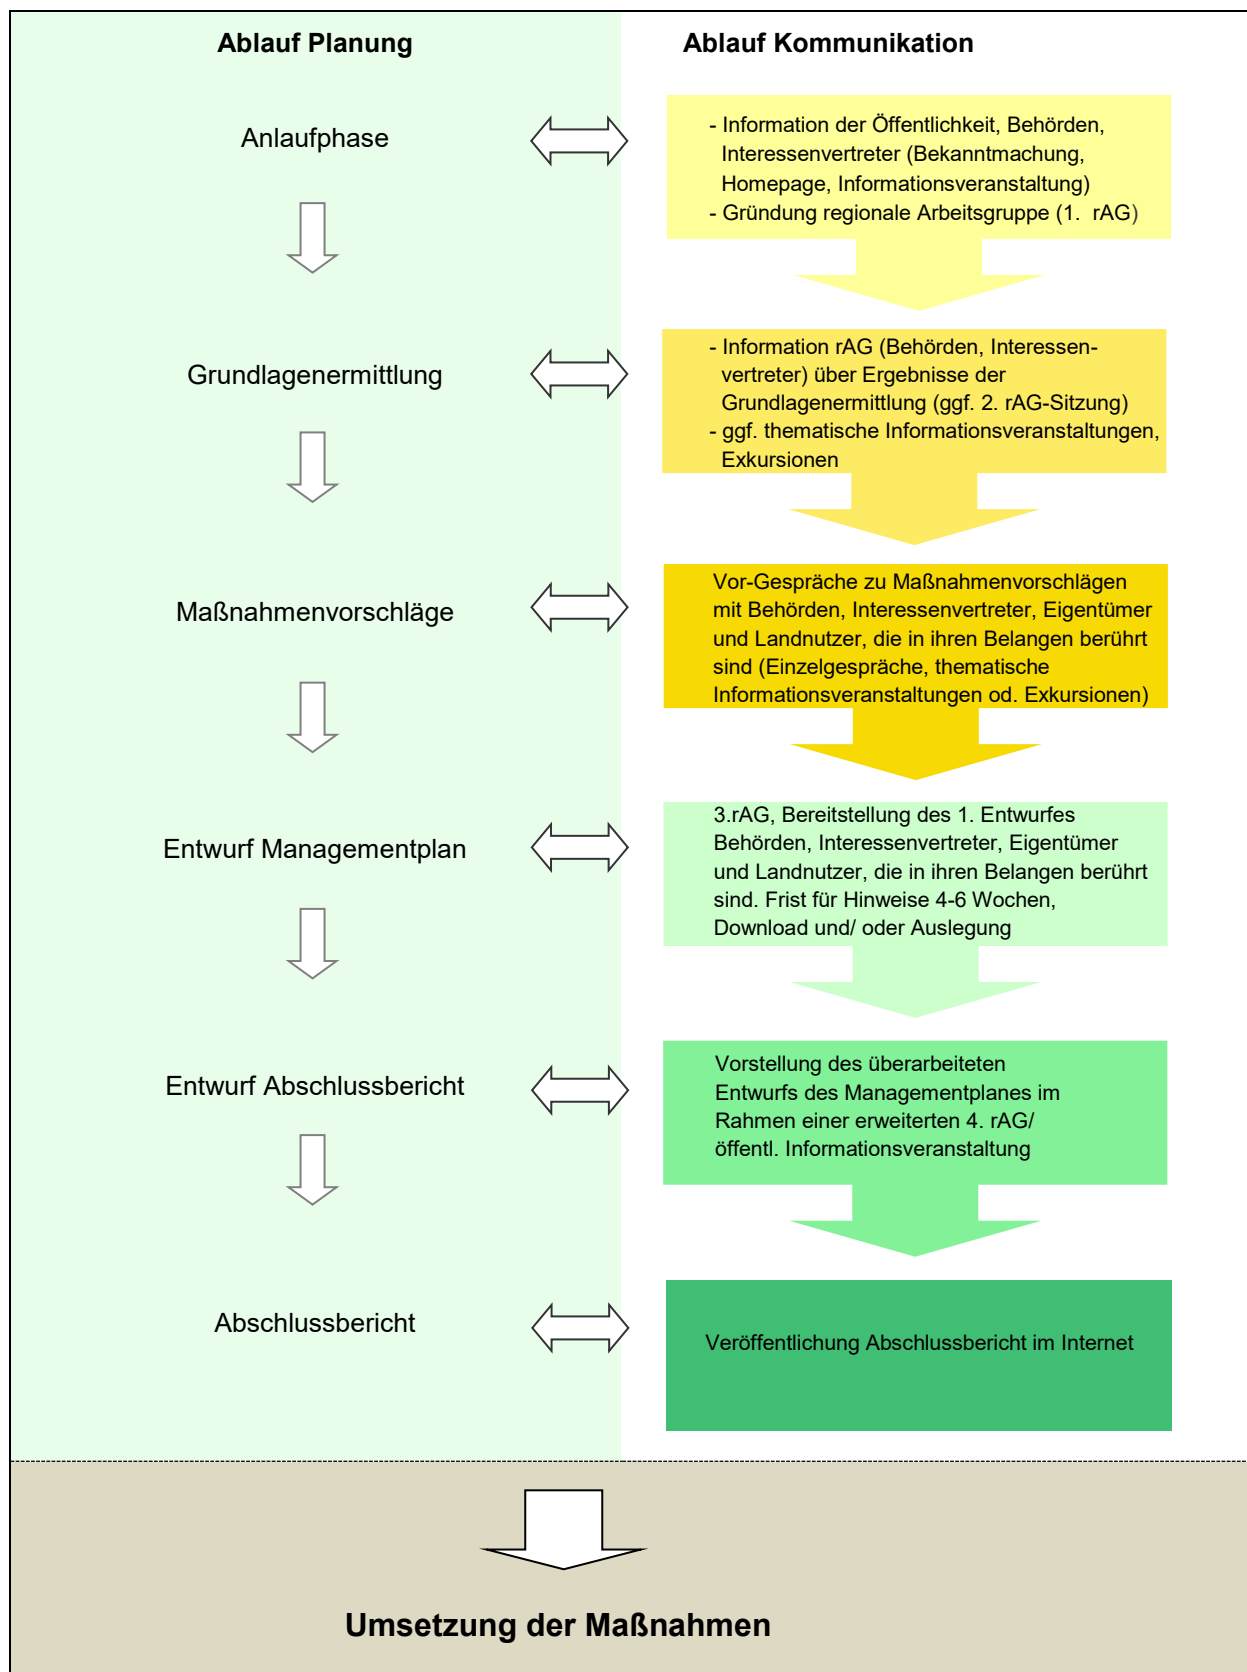 Ablauf Planung
Ablauf Kommunikation
Anlaufphase
- Information der Öffentlichkeit, Behörden,
Interessenvertreter (Bekanntmachung,
Homepage, Informationsveranstaltung)
- Gründung regionale Arbeitsgruppe (1. rAG)
Grundlagenermittlung
- Information rAG (Behörden, Interessen-
vertreter) über Ergebnisse der
Grundlagenermittlung (ggf. 2. rAG-Sitzung)
- ggf. thematische Informationsveranstaltungen,
Exkursionen
Maßnahmenvorschläge
Vor-Gespräche zu Maßnahmenvorschlägen
mit Behörden, Interessenvertreter, Eigentümer
und Landnutzer, die in ihren Belangen berührt
sind (Einzelgespräche, thematische
Informationsveranstaltungen od. Exkursionen)
Entwurf Managementplan
3.rAG, Bereitstellung des 1. Entwurfes
Behörden, Interessenvertreter, Eigentümer
und Landnutzer, die in ihren Belangen berührt
sind. Frist für Hinweise 4-6 Wochen,
Download und/ oder Auslegung
Entwurf Abschlussbericht
Vorstellung des überarbeiteten
Entwurfs des Managementplanes im
Rahmen einer erweiterten 4. rAG/
öffentl. Informationsveranstaltung
Abschlussbericht
Veröffentlichung Abschlussbericht im Internet
Umsetzung der Maßnahmen